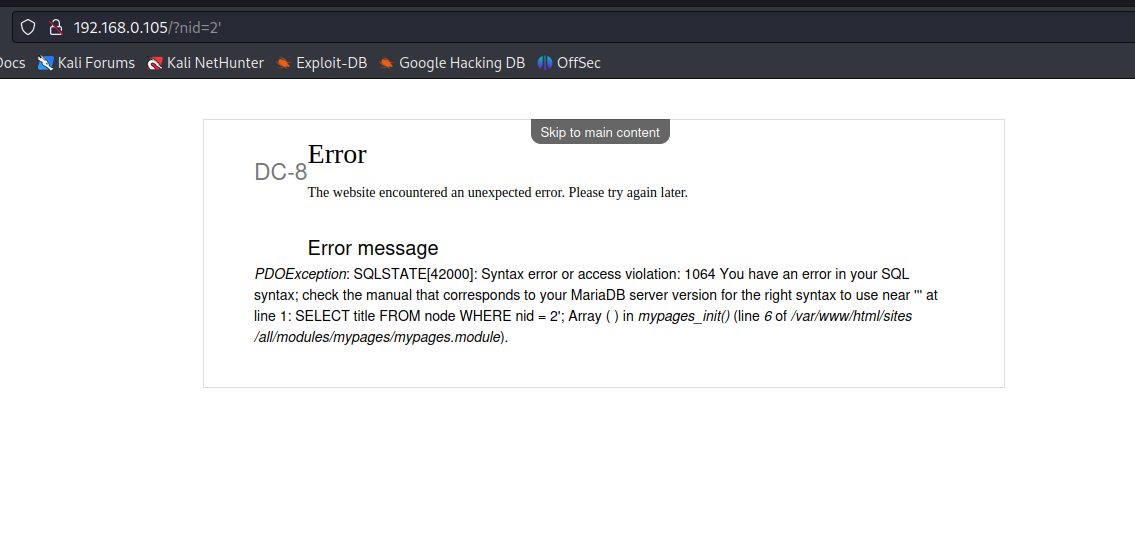 192.168.0.105/?nid=2'
Docs Kali Forums Kali NetHunter Exploit-DB Google Hacking DB OffSec
Skip to main content
DC-8
Error
The website encountered an unexpected error. Please try again later.
Error message
PDOException: SQLSTATE[42000]: Syntax error or access violation: 1064 You have an error in your SQL
syntax; check the manual that corresponds to your MariaDB server version for the right syntax to use near ''' at
line 1: SELECT title FROM node WHERE nid = 2'; Array ( ) in mypages_init() (line 6 of /var/www/html/sites
/all/modules/mypages/mypages.module).